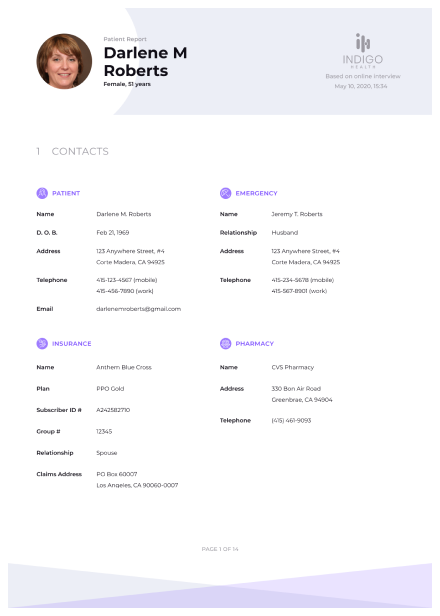 Patient Report
Darlene M
Roberts
Female, 51 years
INDIGO
HEALTH
Based on online interview
May 10, 2020, 15:34
1 CONTACTS
PATIENT
Name Darlene M. Roberts
D. O. B. Feb 21, 1969
Address 123 Anywhere Street, #4
Corte Madera, CA 94925
Telephone 415-123-4567 (mobile)
415-456-7890 (work)
Email darlenemroberts@gmail.com
EMERGENCY
Name Jeremy T. Roberts
Relationship Husband
Address 123 Anywhere Street, #4
Corte Madera, CA 94925
Telephone 415-234-5678 (mobile)
415-567-8901 (work)
INSURANCE
Name Anthem Blue Cross
Plan PPO Gold
Subscriber ID # A242582710
Group # 12345
Relationship Spouse
Claims Address PO Box 60007
Los Angeles, CA 90060-0007
PHARMACY
Name CVS Pharmacy
Address 330 Bon Air Road
Greenbrae, CA 94904
Telephone (415) 461-9093
PAGE 1 OF 14